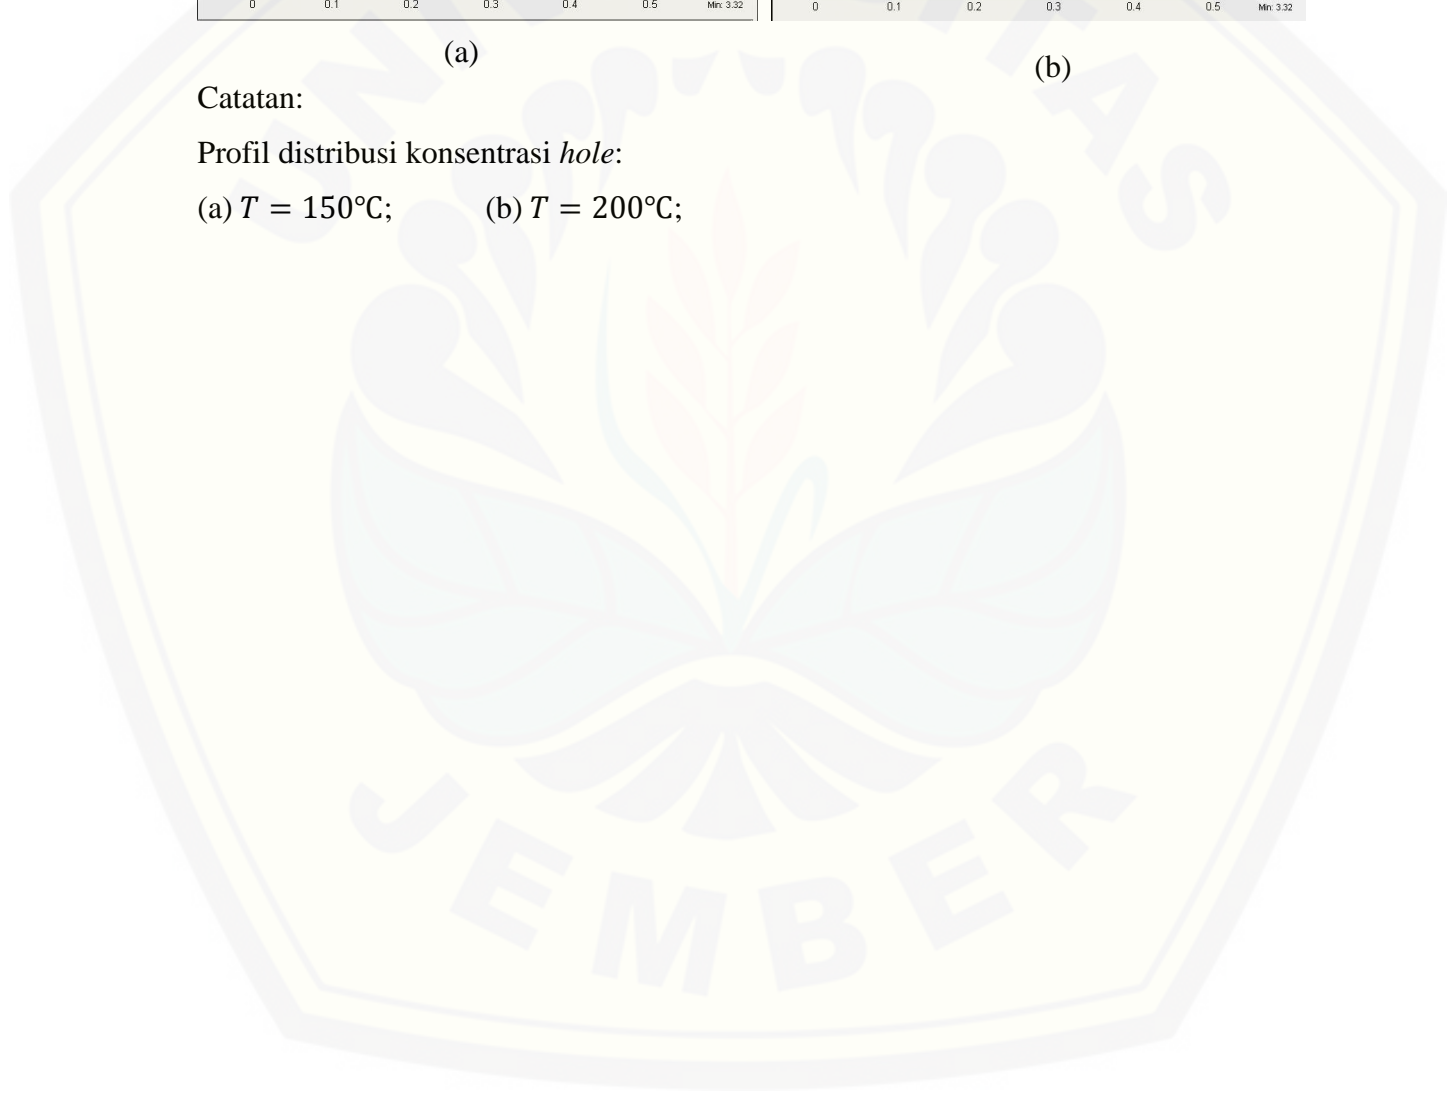 0 0.1 0.2 0.3 0.4 0.5 Min: 3.32 0 0.1 0.2 0.3 0.4 0.5 Min: 3.32
(a) (b)
Catatan:
Profil distribusi konsentrasi hole:
(a) T = 150℃; (b) T = 200℃;
JEMBER